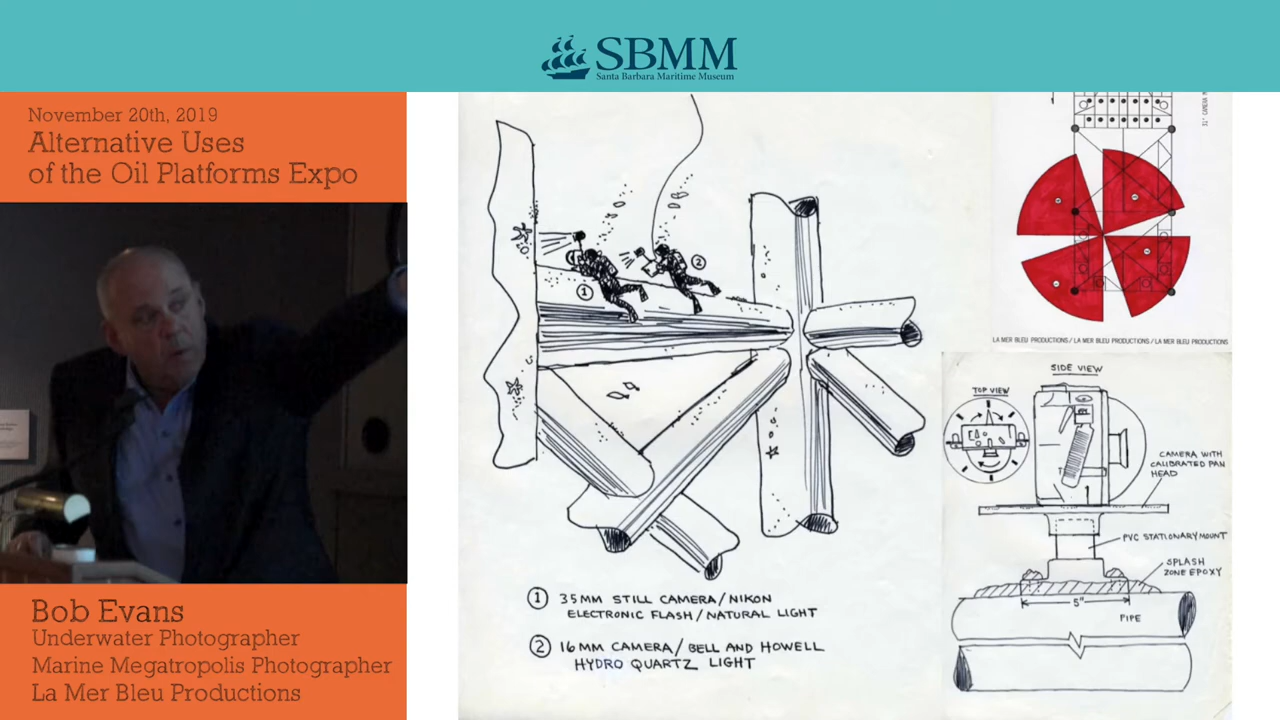 SBMM
Santa Barbara Maritime Museum
November 20th, 2019
Alternative Uses
of the Oil Platforms Expo
Bob Evans
Underwater Photographer
Marine Megatropolis Photographer
La Mer Bleu Productions
1
2
1 35MM STILL CAMERA/NIKON
ELECTRONIC FLASH/NATURAL LIGHT
2 16MM CAMERA/BELL AND HOWELL
HYDRO QUARTZ LIGHT
LA MER BLEU PRODUCTIONS/LA MER BLEU PRODUCTIONS/LA MER BLEU PRODUCTIONS
SIDE VIEW
TOP VIEW
CAMERA WITH
CALIBRATED PAN
HEAD
PVC STATIONARY MOUNT
SPLASH
ZONE EPOXY
5"
PIPE